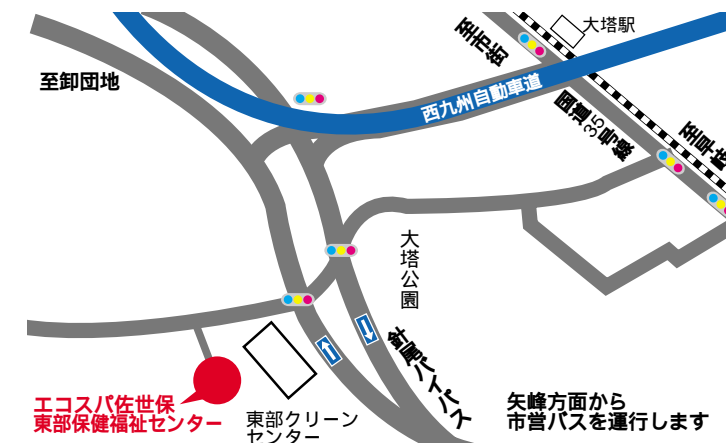 大塔駅
至市街
至卸団地
西九州自動車道
国道35号線
至早岐
大塔公園
針尾バイパス
エコスパ佐世保
東部保健福祉センター
東部クリーン
センター
矢峰方面から
市営バスを運行します